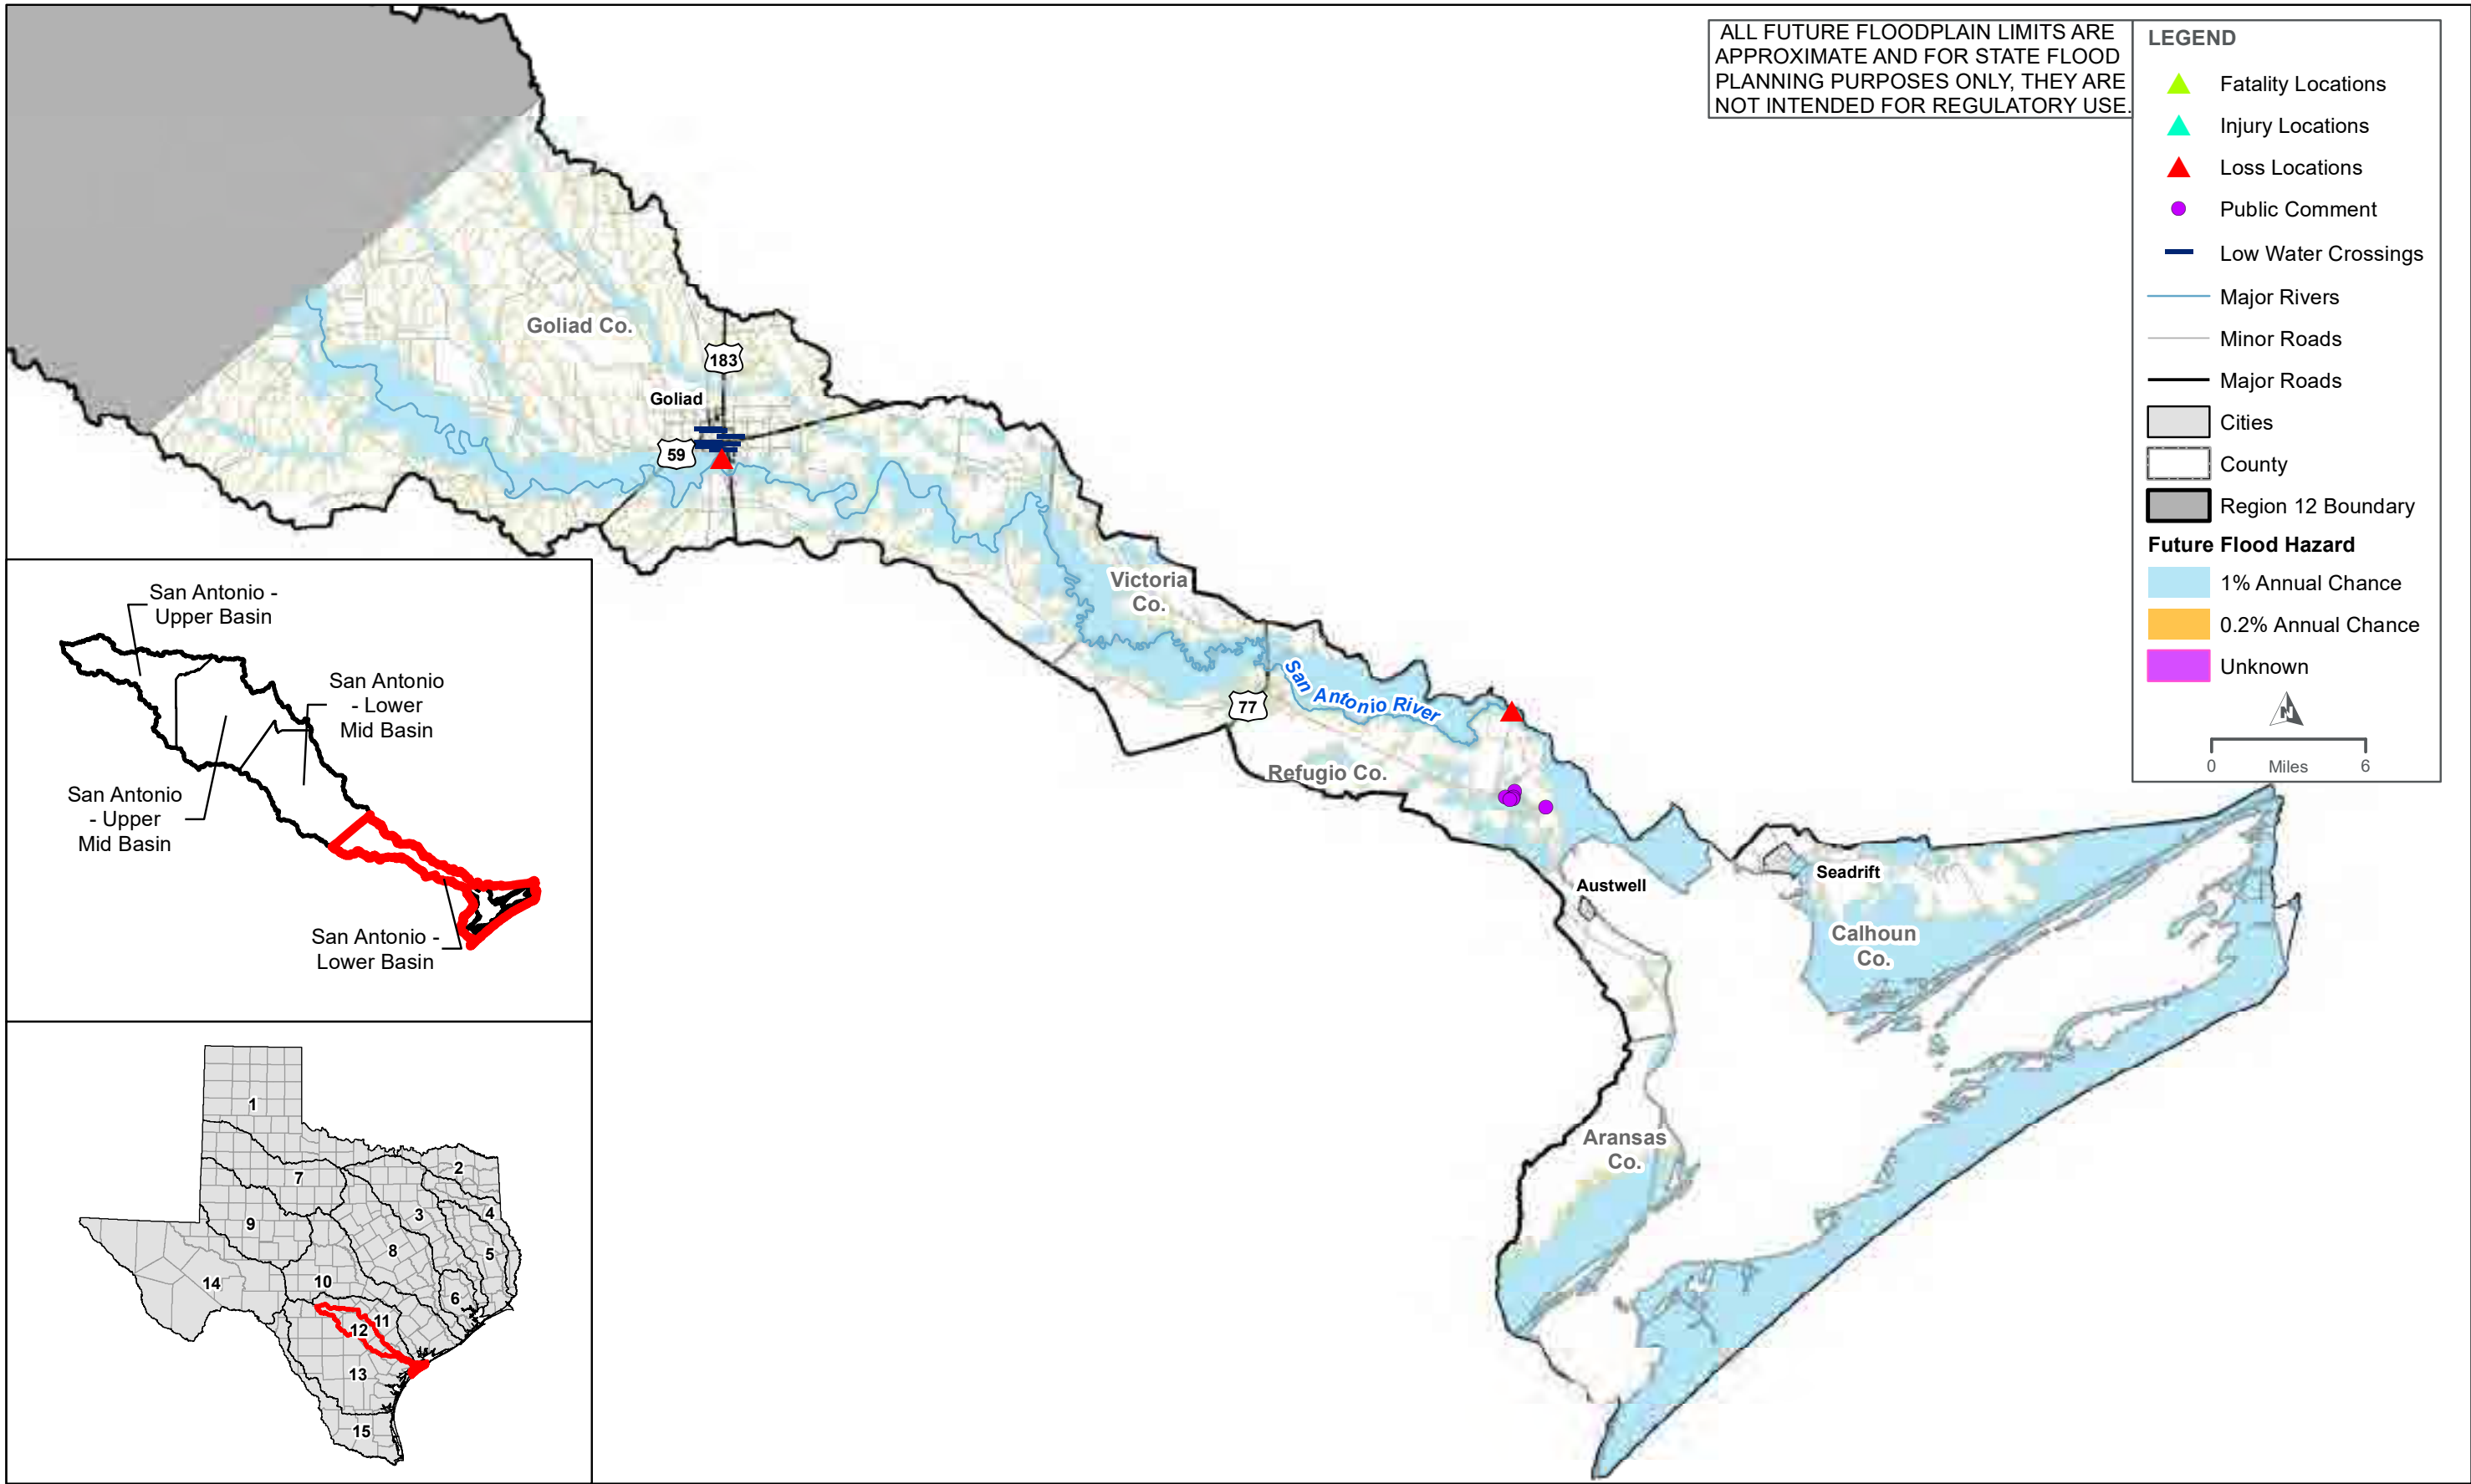 ALL FUTURE FLOODPLAIN LIMITS ARE
APPROXIMATE AND FOR STATE FLOOD
PLANNING PURPOSES ONLY, THEY ARE
NOT INTENDED FOR REGULATORY USE.
LEGEND
Fatality Locations
Injury Locations
Loss Locations
Public Comment
Low Water Crossings
Major Rivers
Minor Roads
Major Roads
Cities
County
Region 12 Boundary
Future Flood Hazard
1% Annual Chance
0.2% Annual Chance
Unknown
N
0 Miles 6
Goliad Co.
183
Goliad
59
Victoria
Co.
San Antonio River
77
Refugio Co.
Austwell
Seadrift
Calhoun
Co.
Aransas
Co.
San Antonio -
Upper Basin
San Antonio
- Lower
Mid Basin
San Antonio
- Upper
Mid Basin
San Antonio -
Lower Basin
1
2
7
3
4
9
8
5
14
10
6
11
12
13
15